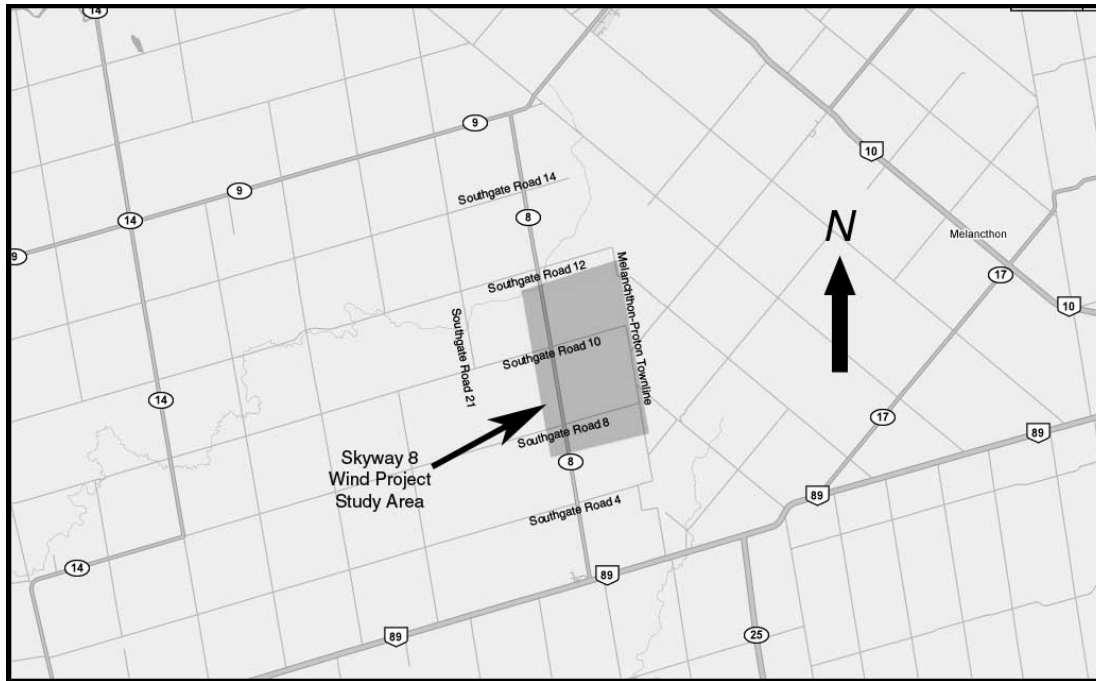 14
9
10
Southgate Road 14
9
14
8
N
Melancthon
9
17
10
Southgate Road 12
Melanchthon-Proton Townline
Southgate Road 21
Southgate Road 10
14
17
Southgate Road 8
89
Skyway 8
Wind Project
Study Area
8
89
Southgate Road 4
14
89
89
25